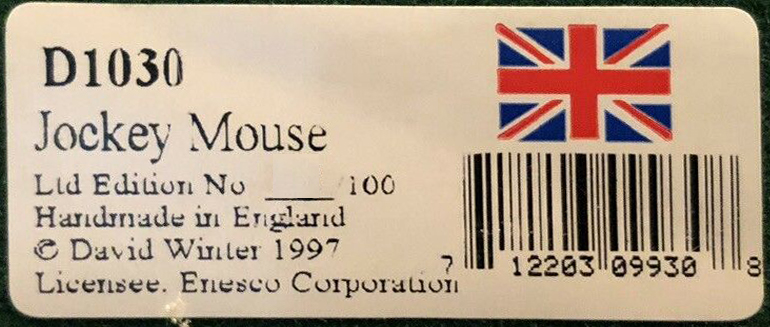 D1030
Jockey Mouse
Ltd Edition No ____/100
Handmade in England
© David Winter 1997
Licensee. Enesco Corporation
7 12203 09930 8